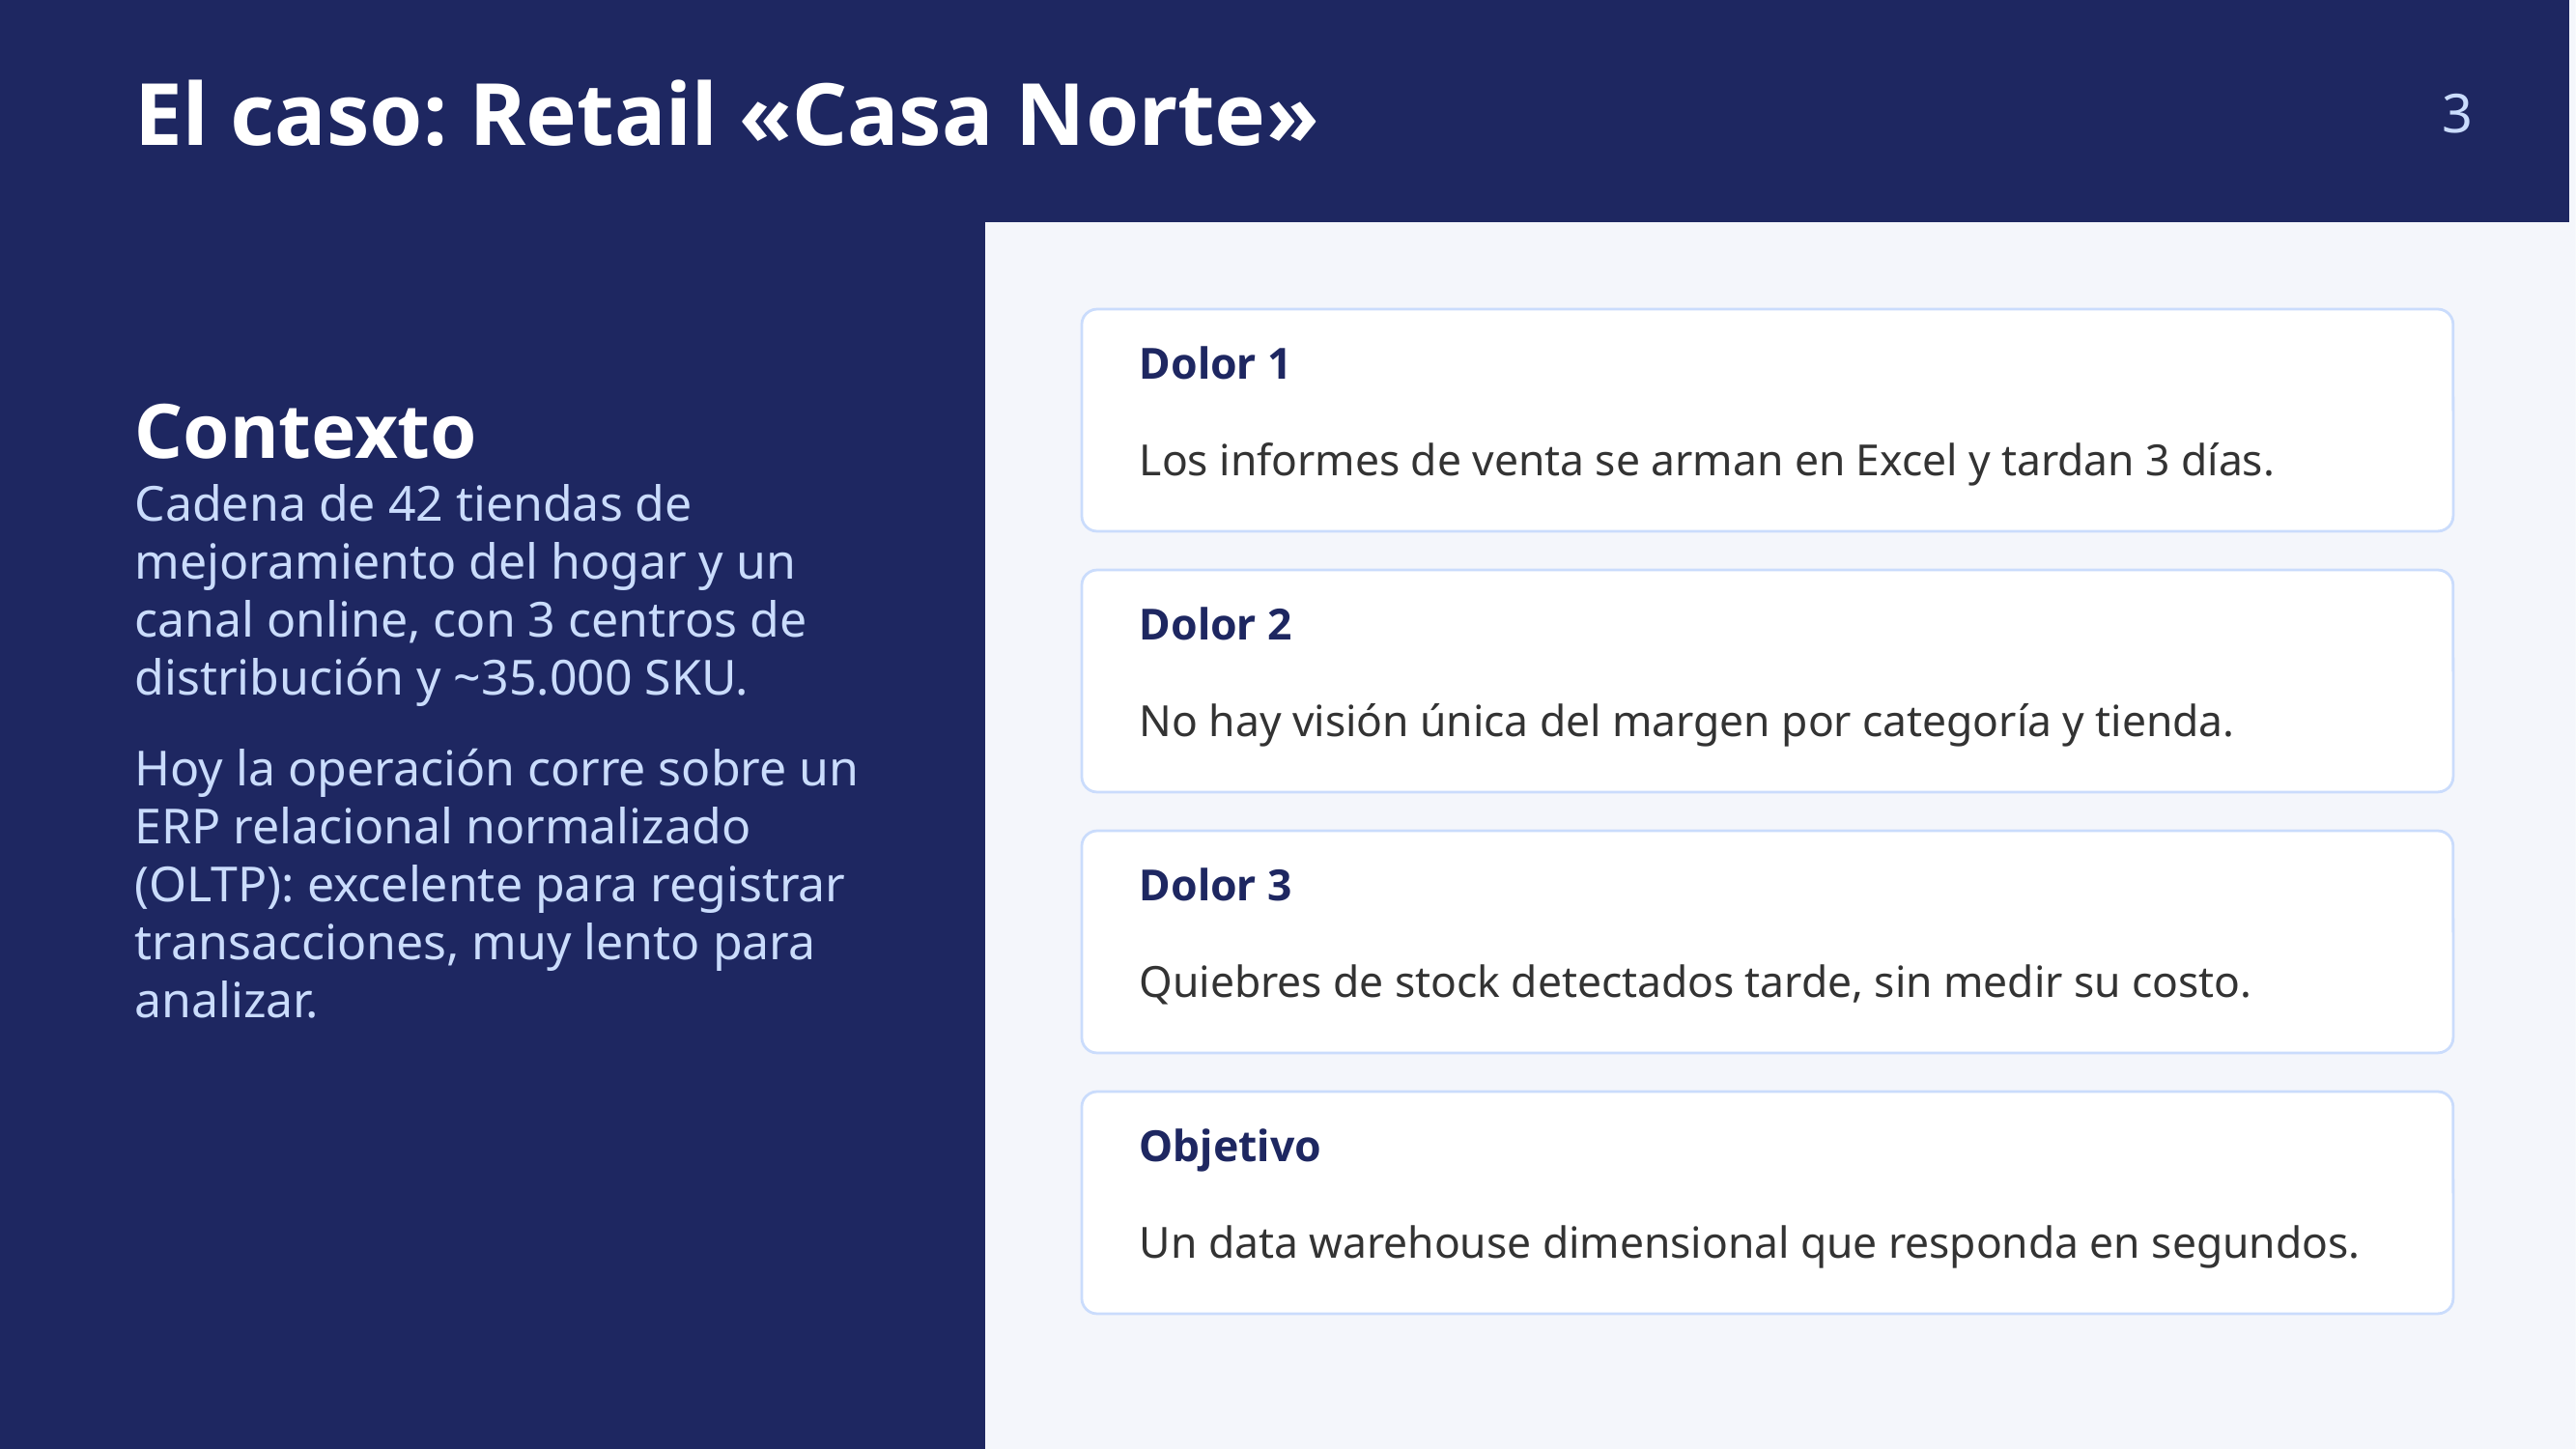 El caso: Retail «Casa Norte»
3
Contexto
Cadena de 42 tiendas de
mejoramiento del hogar y un
canal online, con 3 centros de
distribución y ~35.000 SKU.
Hoy la operación corre sobre un
ERP relacional normalizado
(OLTP): excelente para registrar
transacciones, muy lento para
analizar.
Dolor 1
Los informes de venta se arman en Excel y tardan 3 días.
Dolor 2
No hay visión única del margen por categoría y tienda.
Dolor 3
Quiebres de stock detectados tarde, sin medir su costo.
Objetivo
Un data warehouse dimensional que responda en segundos.